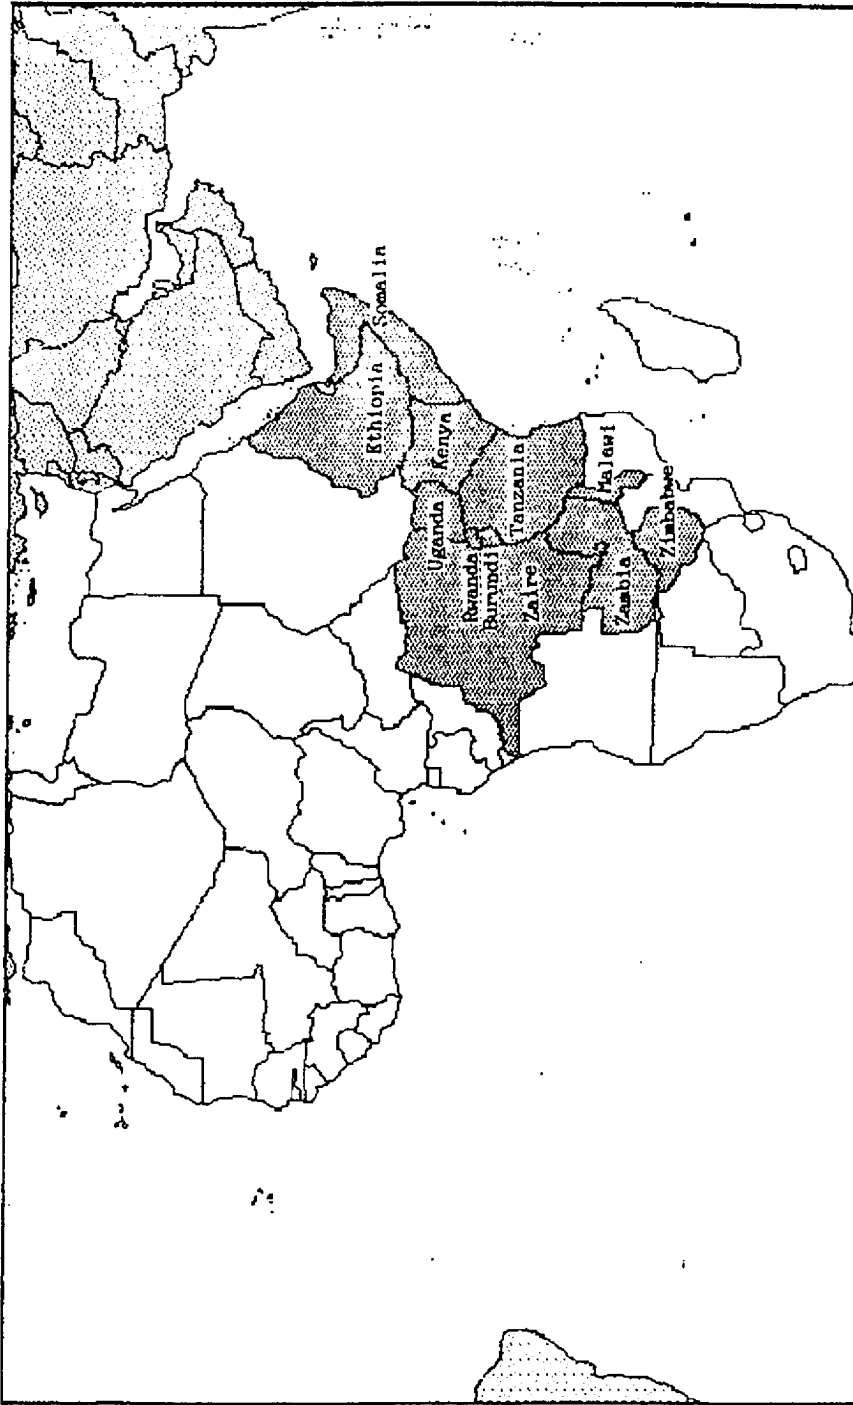 Somalia
Ethiopia
Kenya
Uganda
Rwanda
Burundi
Tanzania
Zaire
Malawi
Zambia
Zimbabwe